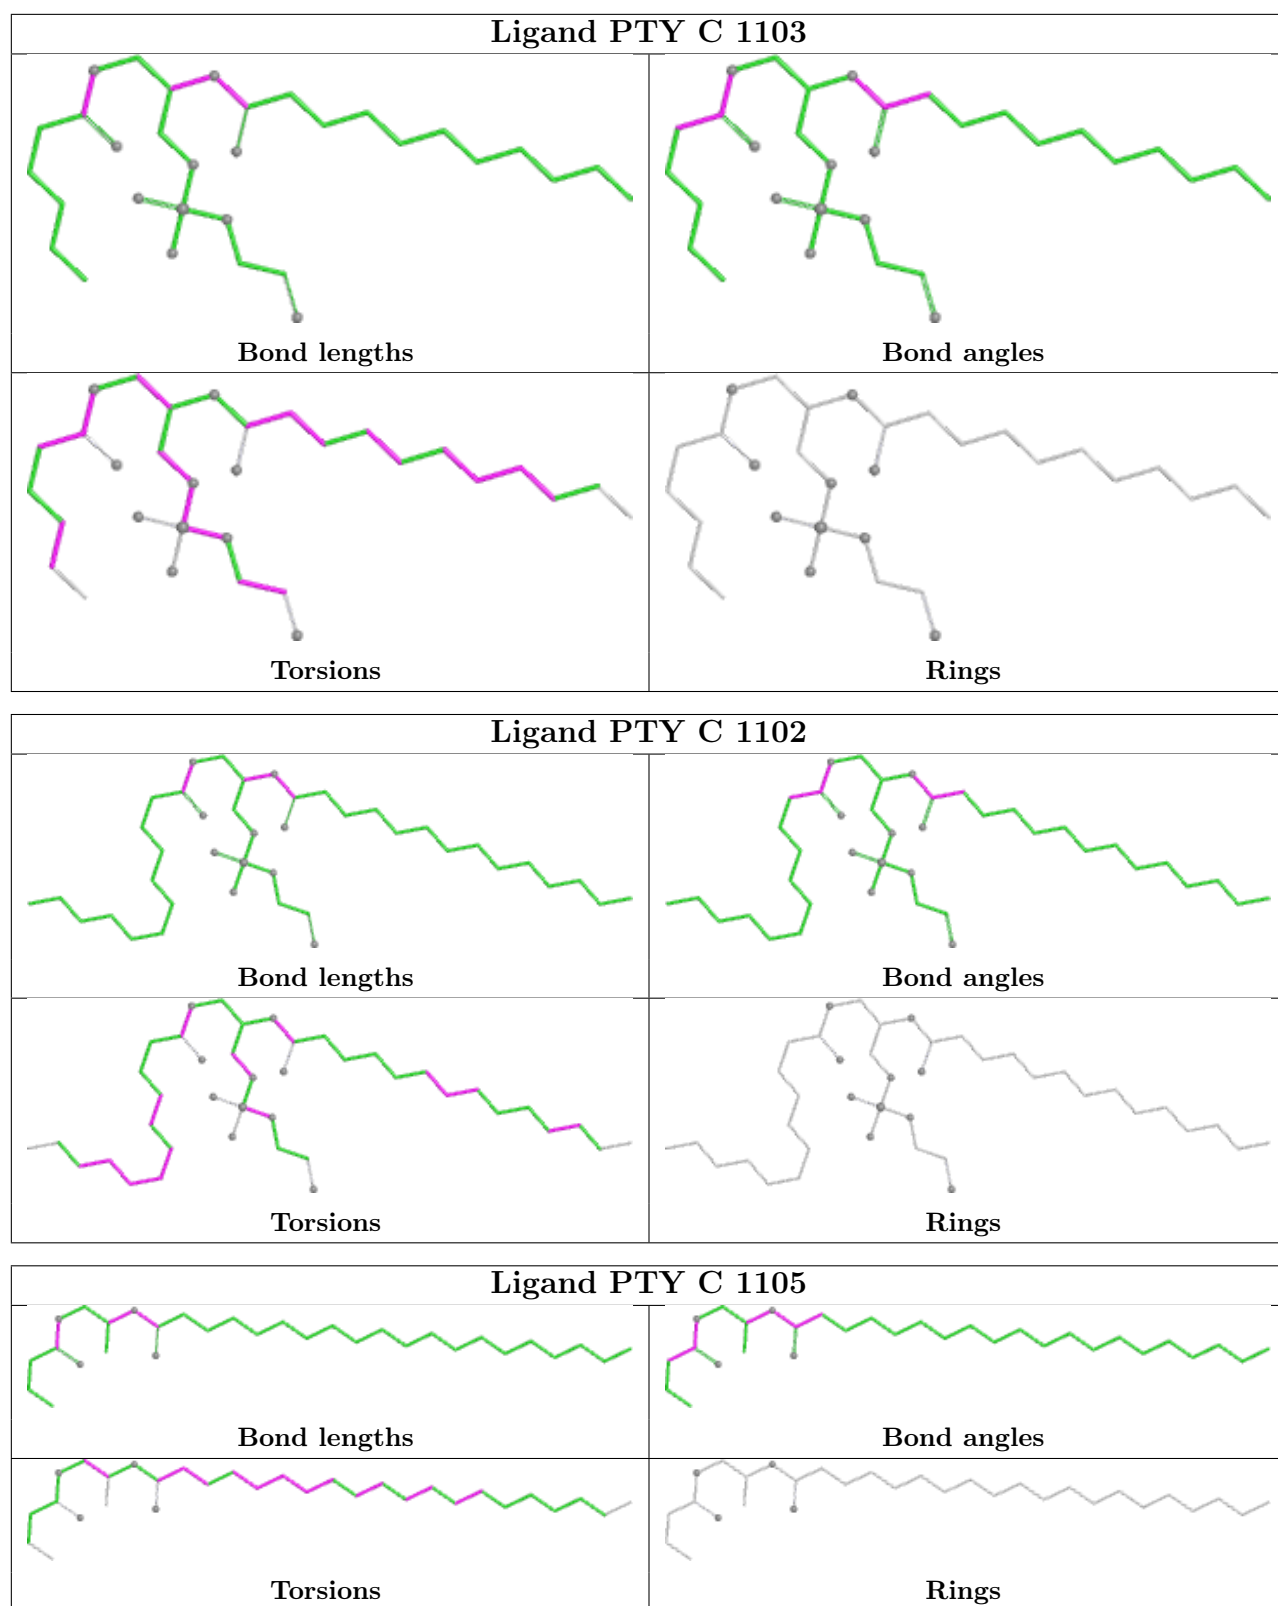 Ligand PTY C 1103
Bond lengths
Bond angles
Torsions
Rings
Ligand PTY C 1102
Bond lengths
Bond angles
Torsions
Rings
Ligand PTY C 1105
Bond lengths
Bond angles
Torsions
Rings